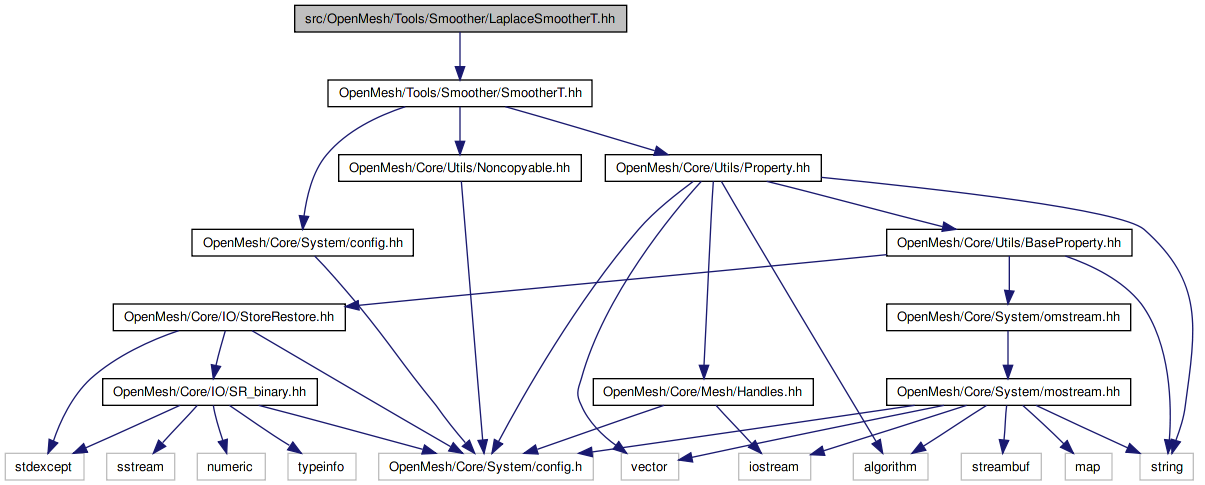 src/OpenMesh/Tools/Smoother/LaplaceSmootherT.hh
OpenMesh/Tools/Smoother/SmootherT.hh
OpenMesh/Core/Utils/Noncopyable.hh
OpenMesh/Core/Utils/Property.hh
OpenMesh/Core/System/config.hh
OpenMesh/Core/Utils/BaseProperty.hh
OpenMesh/Core/IO/StoreRestore.hh
OpenMesh/Core/System/omstream.hh
OpenMesh/Core/IO/SR_binary.hh
OpenMesh/Core/Mesh/Handles.hh
OpenMesh/Core/System/mostream.hh
stdexcept
sstream
numeric
typeinfo
OpenMesh/Core/System/config.h
vector
iostream
algorithm
streambuf
map
string